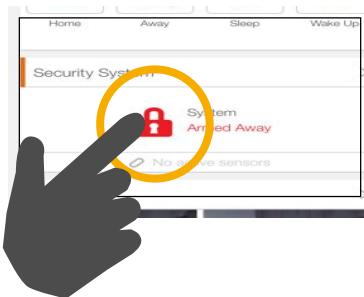 Home Away Sleep Wake Up
Security System
System
Armed Away
No active sensors